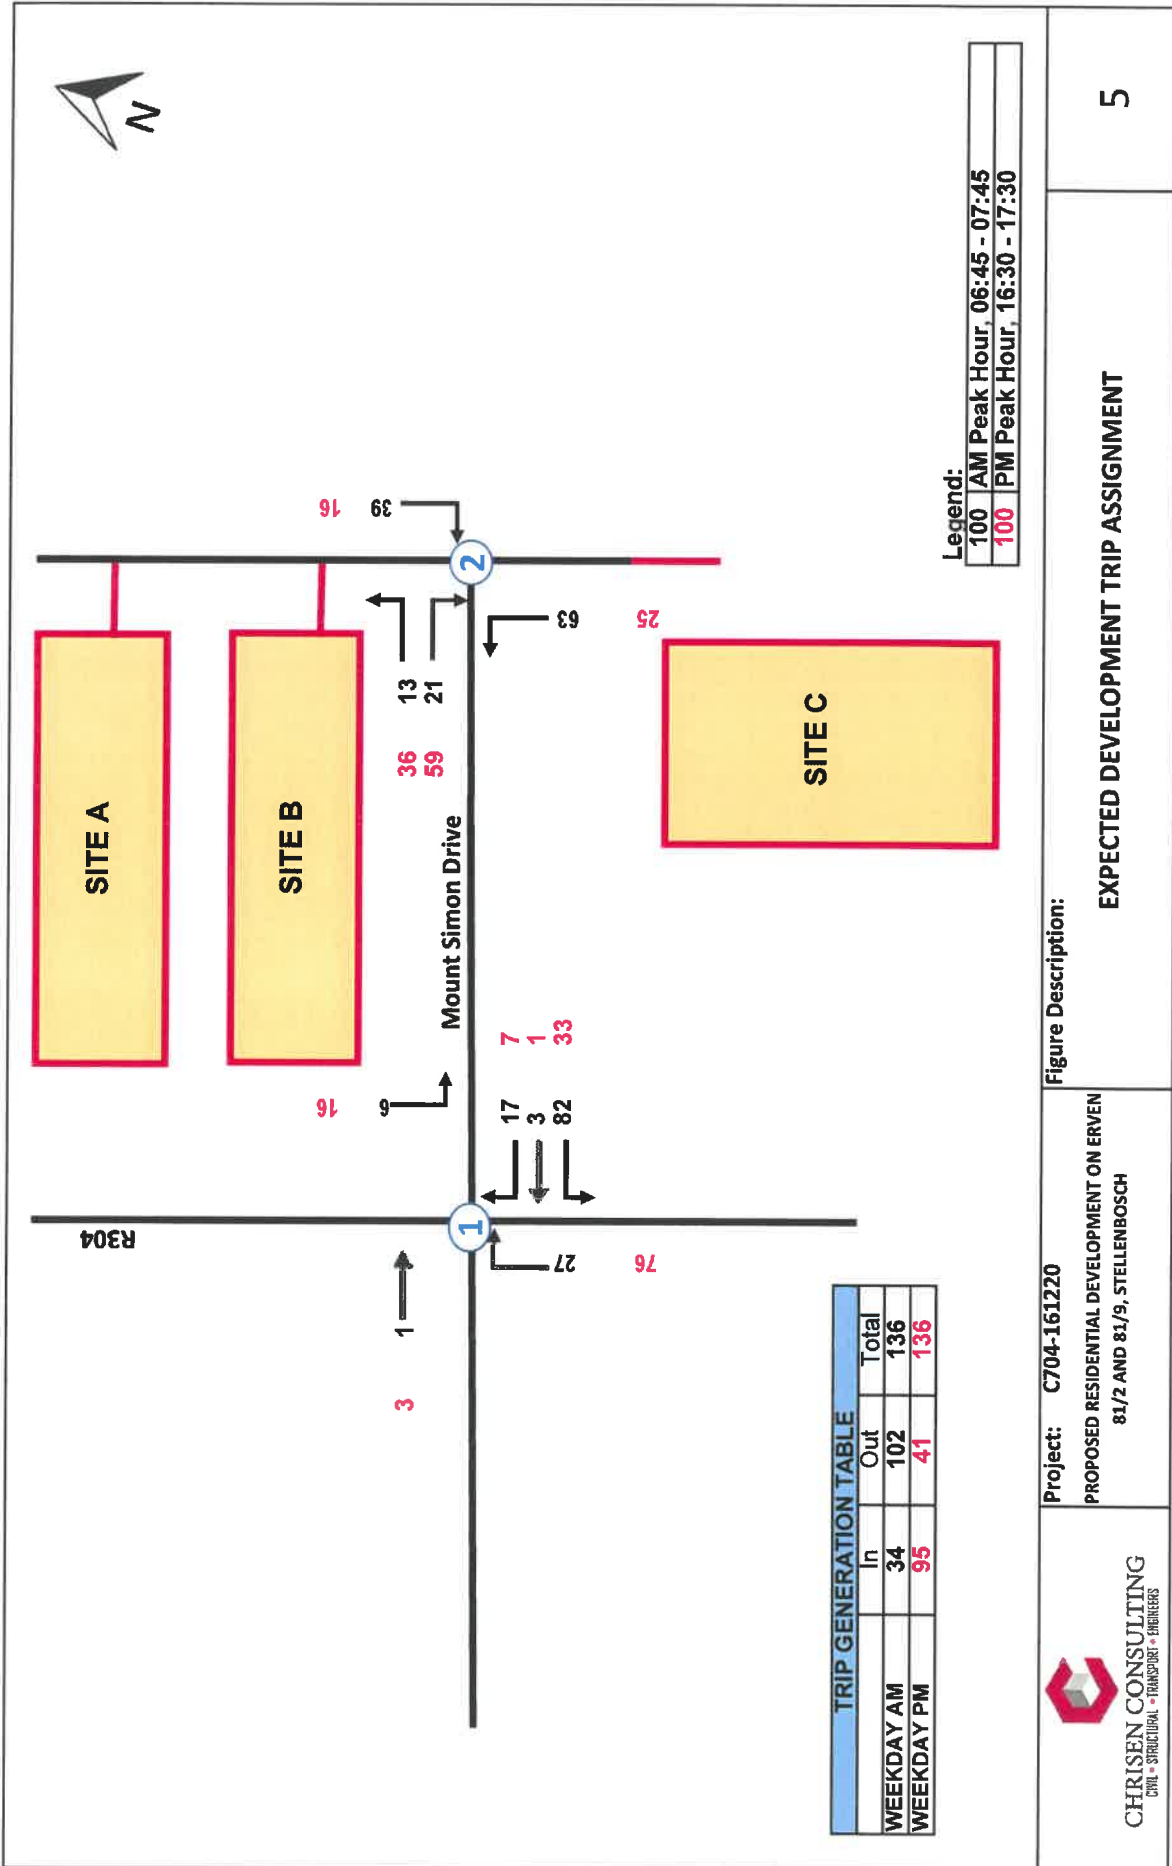 N
SITE A
SITE B
SITE C
R304
Mount Simon Drive
1
2
16
6
16
39
3
1
36 13
59 21
17 7
3 1
82 33
27
76
63
25
TRIP GENERATION TABLE
In Out Total
WEEKDAY AM 34 102 136
WEEKDAY PM 95 41 136
Legend:
100 AM Peak Hour, 06:45 - 07:45
100 PM Peak Hour, 16:30 - 17:30
CHRISEN CONSULTING
CIVIL • STRUCTURAL • TRANSPORT • ENGINEERS
Project: C704-161220
PROPOSED RESIDENTIAL DEVELOPMENT ON ERVEN
81/2 AND 81/9, STELLENBOSCH
Figure Description:
EXPECTED DEVELOPMENT TRIP ASSIGNMENT
5